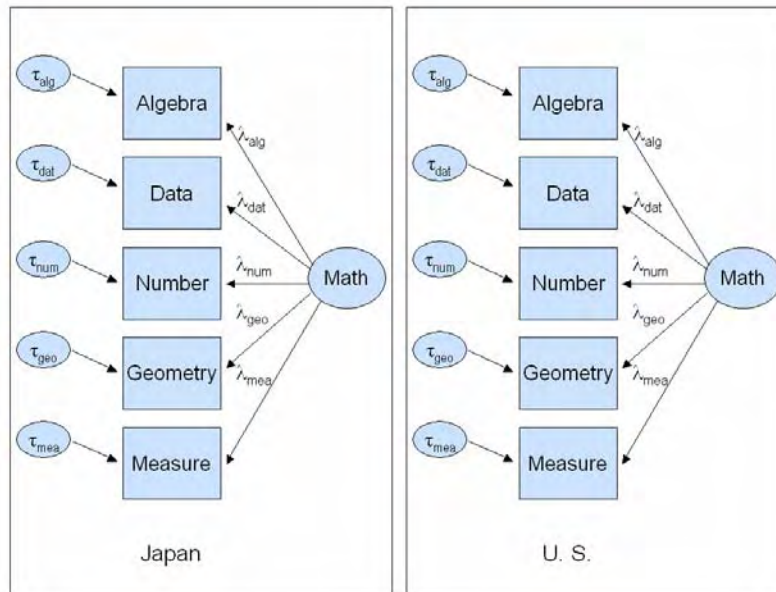 τalg
Algebra
λalg
τdat
Data
λdat
τnum
Number
λnum
Math
λgeo
τgeo
Geometry
λmea
τmea
Measure
Japan
τalg
Algebra
λalg
τdat
Data
λdat
τnum
Number
λnum
Math
λgeo
τgeo
Geometry
λmea
τmea
Measure
U. S.